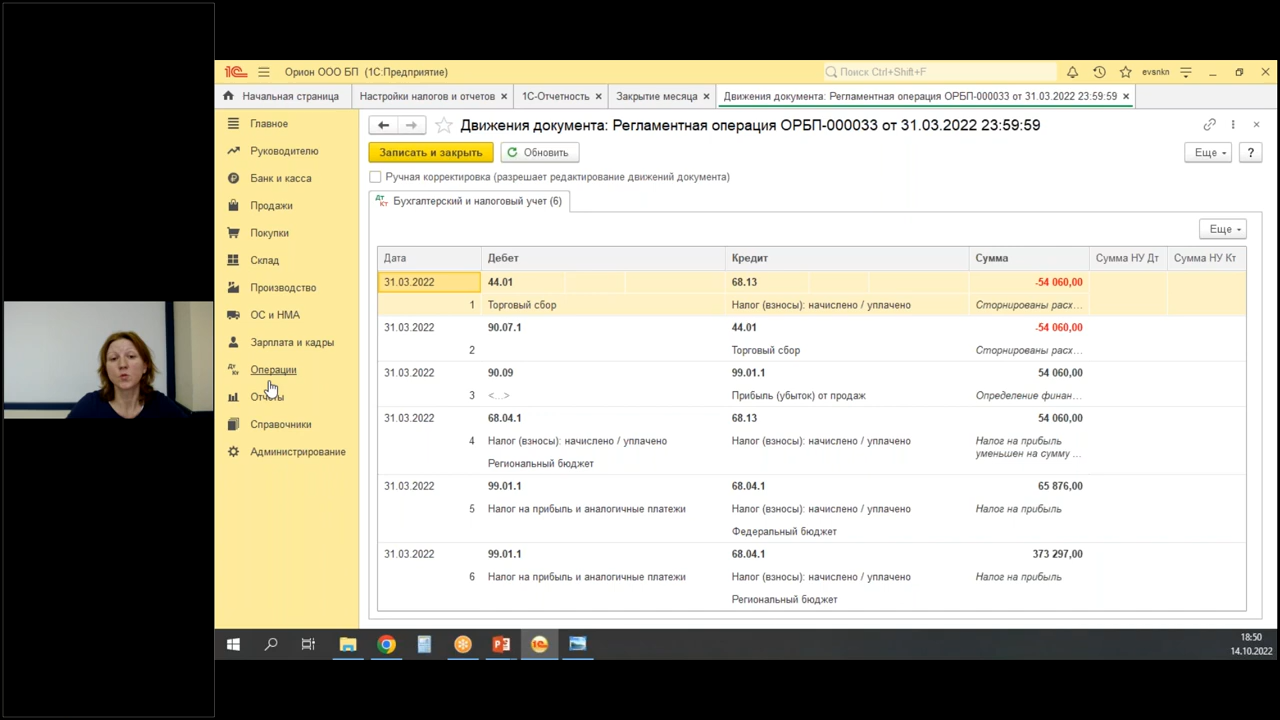 1С Орион ООО БП (1С:Предприятие) Поиск Ctrl+Shift+F evankn
Начальная страница Настройки налогов и отчетов × 1С-Отчетность × Закрытие месяца × Движения документа: Регламентная операция ОРБП-000033 от 31.03.2022 23:59:59 ×
Главное
Руководителю
Банк и касса
Продажи
Покупки
Склад
Производство
ОС и НМА
Зарплата и кадры
Операции
Отчеты
Справочники
Администрирование
Движения документа: Регламентная операция ОРБП-000033 от 31.03.2022 23:59:59
Записать и закрыть Обновить Еще ?
Ручная корректировка (разрешает редактирование движений документа)
Дт Кт Бухгалтерский и налоговый учет (6)
Еще
Дата Дебет Кредит Сумма Сумма НУ Дт Сумма НУ Кт
31.03.2022 44.01 68.13 -54 060,00
1 Торговый сбор Налог (взносы): начислено / уплачено Сторнированы расх...
31.03.2022 90.07.1 44.01 -54 060,00
2 Торговый сбор Сторнированы расх...
31.03.2022 90.09 99.01.1 54 060,00
3 <...> Прибыль (убыток) от продаж Определение финан...
31.03.2022 68.04.1 68.13 54 060,00
4 Налог (взносы): начислено / уплачено Налог (взносы): начислено / уплачено Налог на прибыль
уменьшен на сумму ...
Региональный бюджет
31.03.2022 99.01.1 68.04.1 65 876,00
5 Налог на прибыль и аналогичные платежи Налог (взносы): начислено / уплачено Налог на прибыль
Федеральный бюджет
31.03.2022 99.01.1 68.04.1 373 297,00
6 Налог на прибыль и аналогичные платежи Налог (взносы): начислено / уплачено Налог на прибыль
Региональный бюджет
18:50
14.10.2022